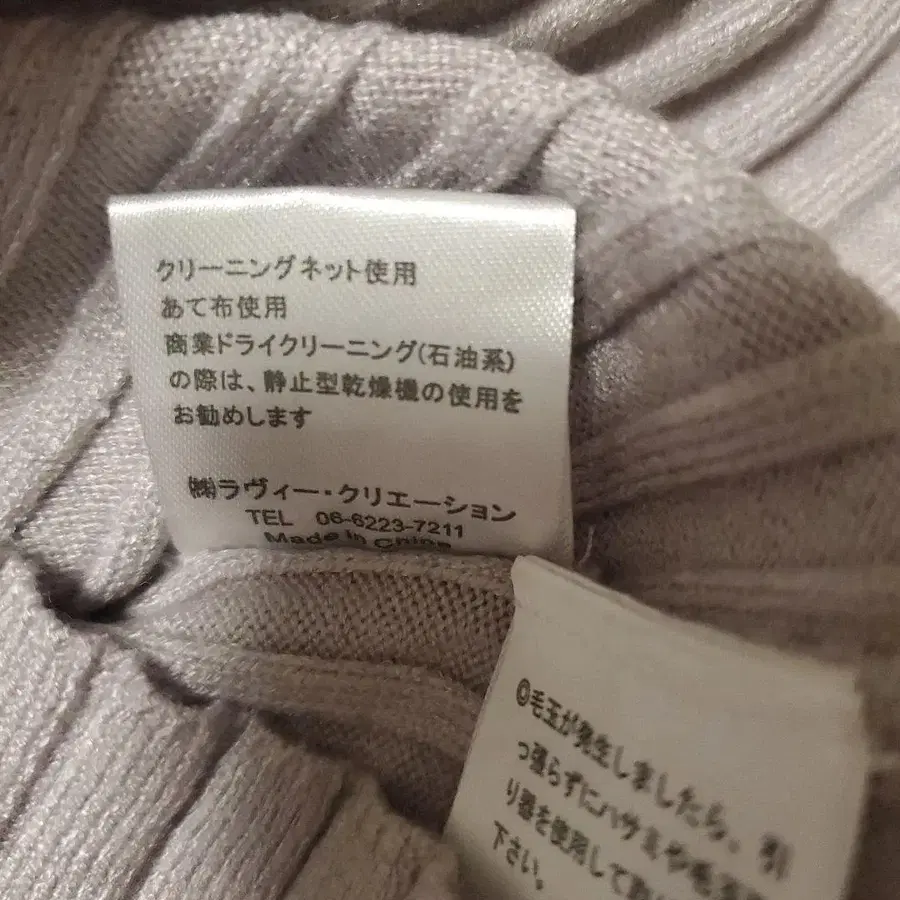 クリーニングネット使用
あて布使用
商業ドライクリーニング(石油系)
の際は、静止型乾燥機の使用を
お勧めします
㈱ラヴィー・クリエーション
TEL 06-6223-7211
Made in China
◎毛玉が発生しましたら、引
っ張らずにハサミや毛玉
り器を使用して取
下さい。